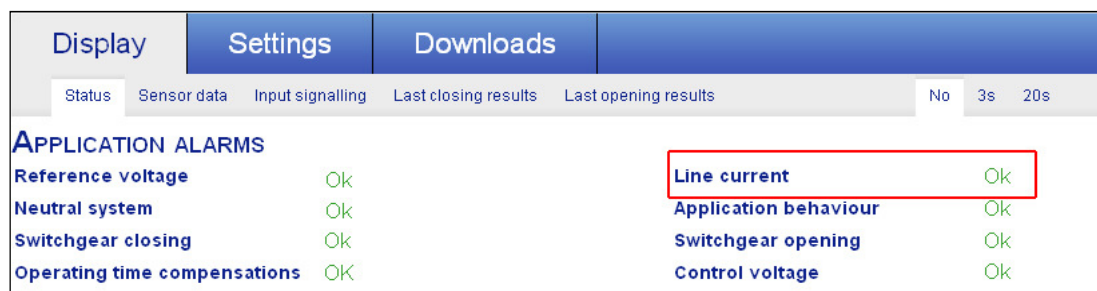 Display Settings Downloads
Status Sensor data Input signalling Last closing results Last opening results No 3s 20s
APPLICATION ALARMS
Reference voltage Ok Line current Ok
Neutral system Ok Application behaviour Ok
Switchgear closing Ok Switchgear opening Ok
Operating time compensations OK Control voltage Ok